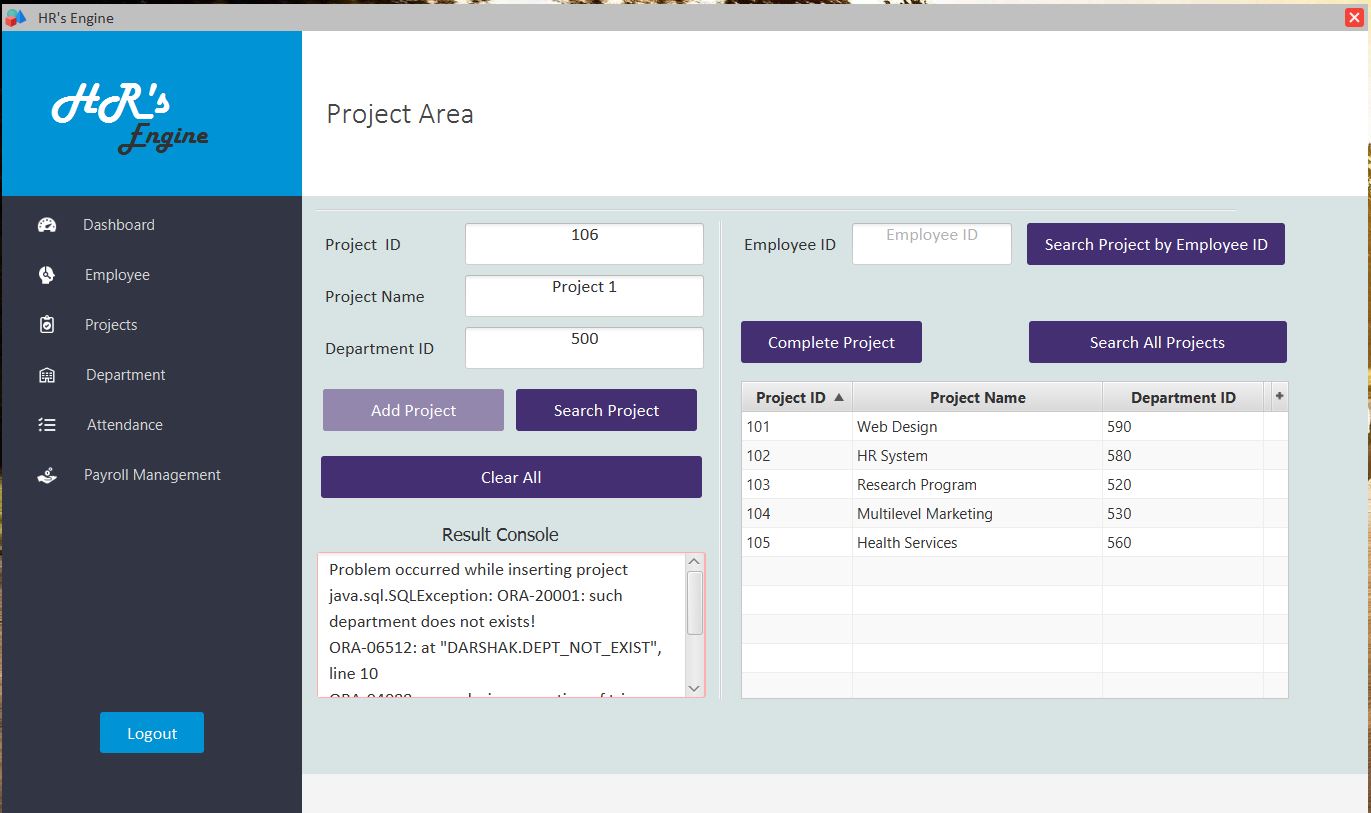 HR's Engine
HR's
Engine
Project Area
Dashboard
Employee
Projects
Department
Attendance
Payroll Management
Logout
Project ID
106
Project Name
Project 1
Department ID
500
Add Project
Search Project
Clear All
Result Console
Problem occurred while inserting project
java.sql.SQLException: ORA-20001: such
department does not exists!
ORA-06512: at "DARSHAK.DEPT_NOT_EXIST",
line 10
Employee ID
Employee ID
Search Project by Employee ID
Complete Project
Search All Projects
Project ID Project Name Department ID +
101 Web Design 590
102 HR System 580
103 Research Program 520
104 Multilevel Marketing 530
105 Health Services 560